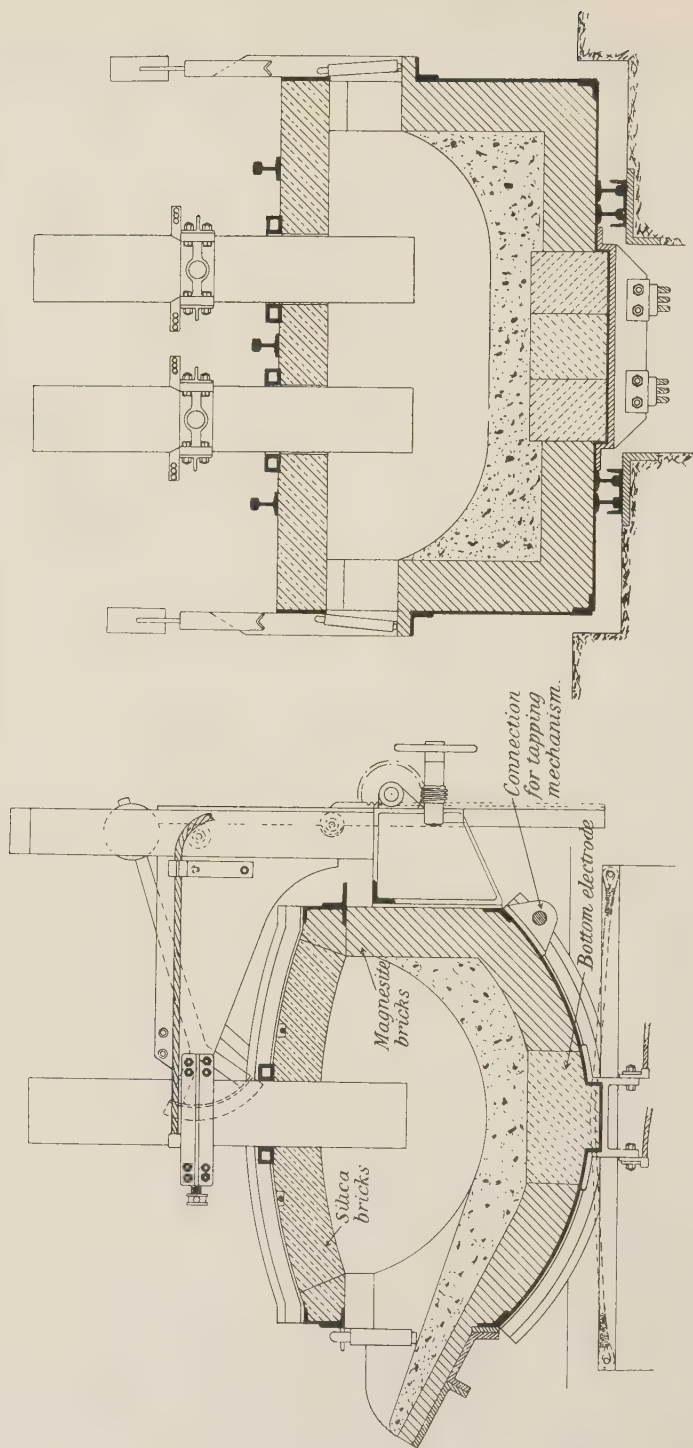 Connection
for tapping
mechanism.
Magnesite
bricks
Silica
bricks
Bottom electrode